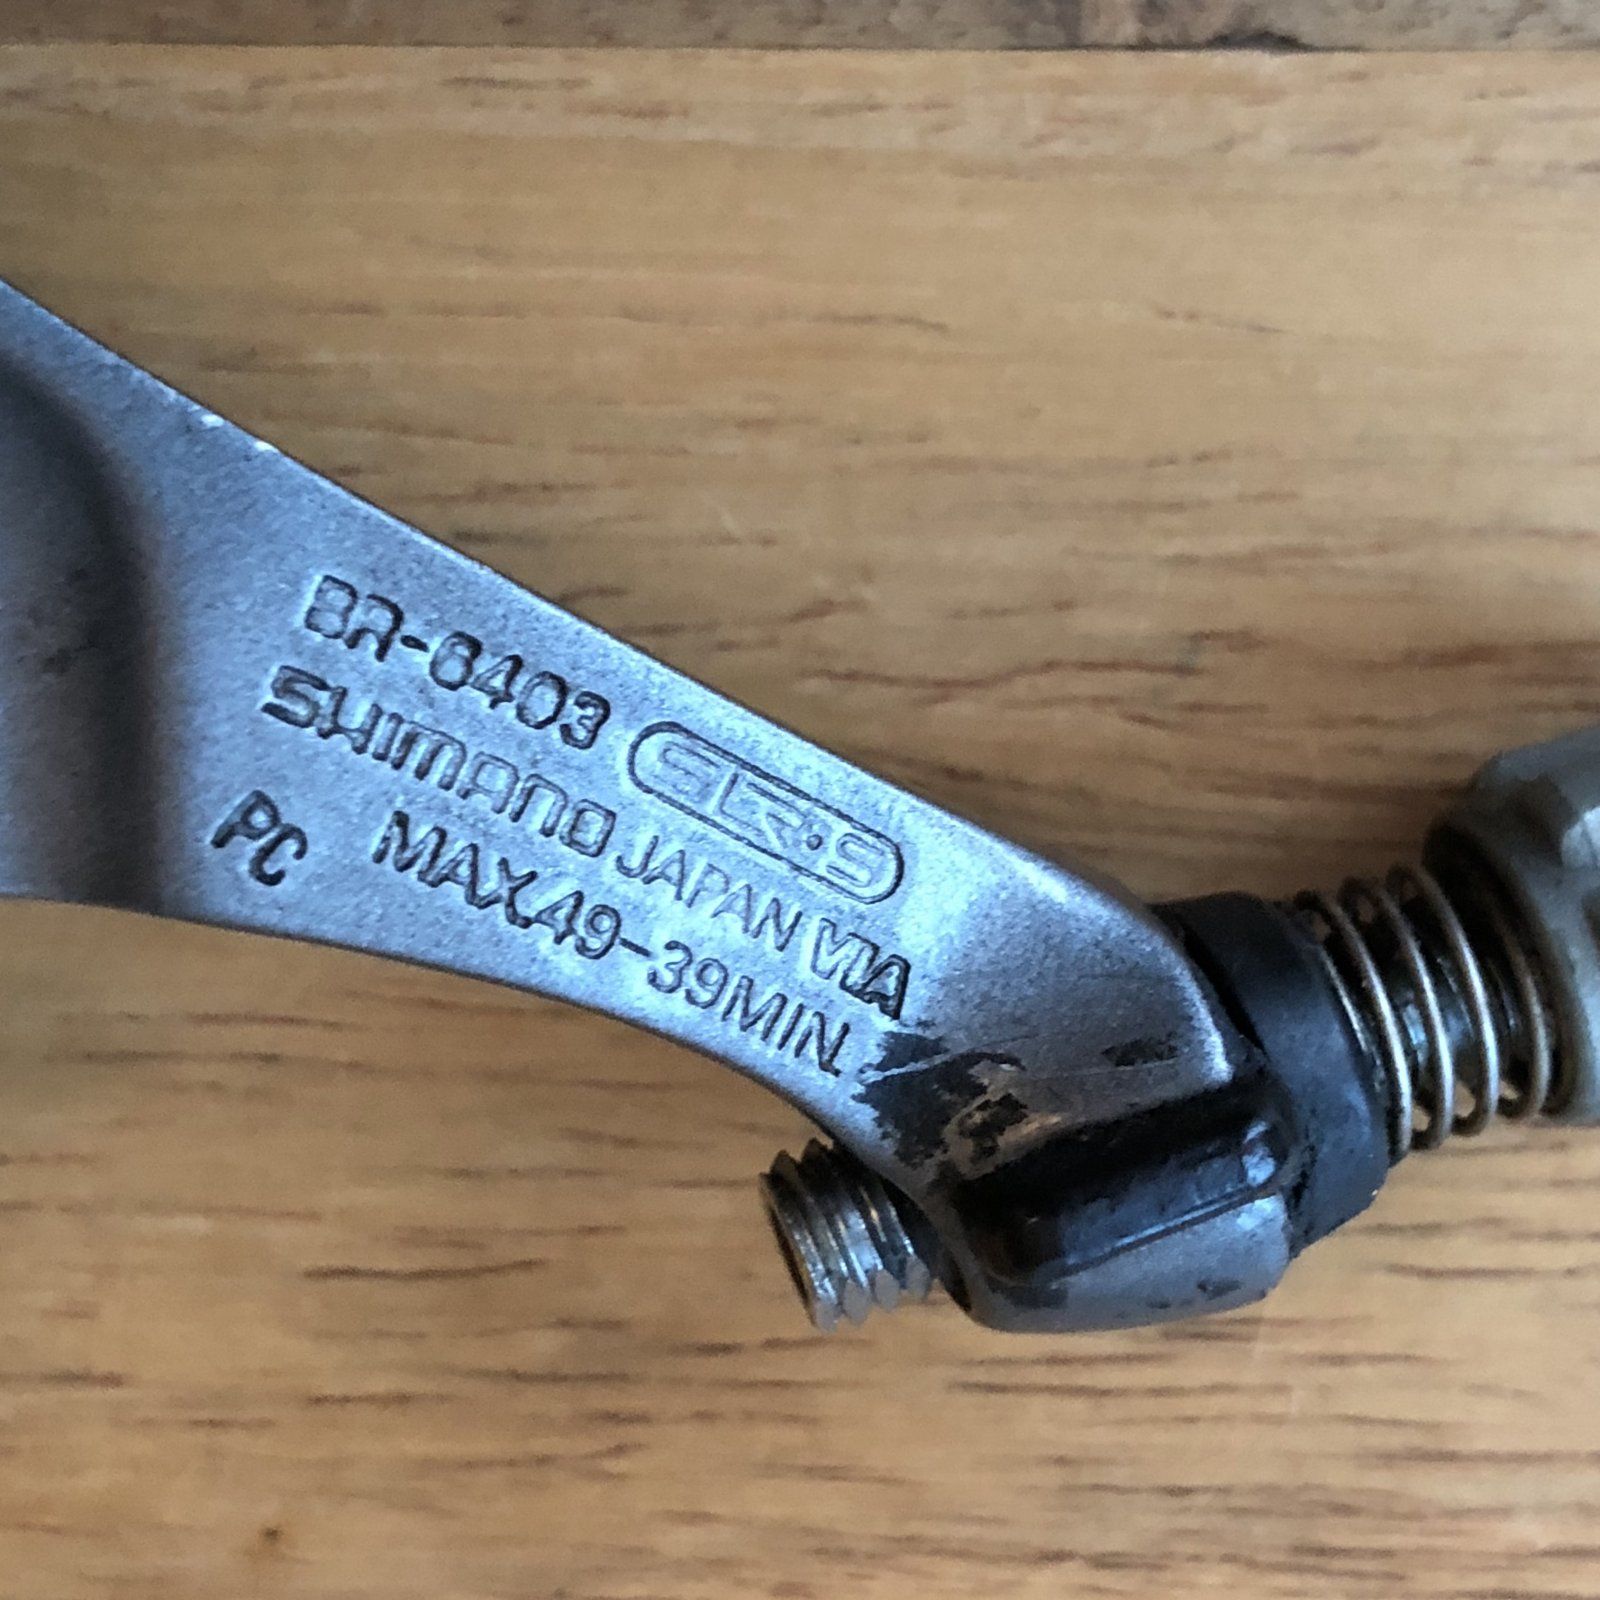 BR-6403 SLR·S
SHIMANO JAPAN VIA
PC MAX.49-39MIN.